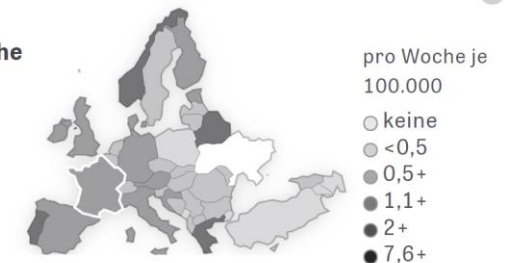 he
pro Woche je
100.000
keine
<0,5
0,5+
1,1+
2+
7,6+